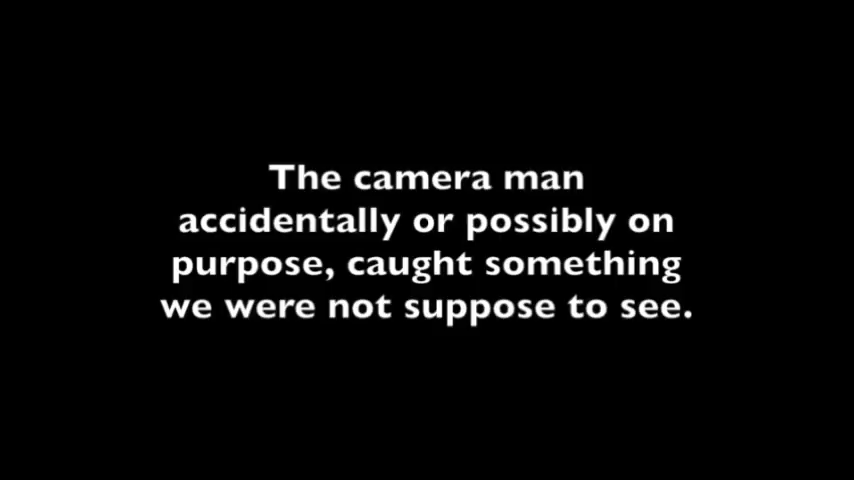 The camera man
accidentally or possibly on
purpose, caught something
we were not suppose to see.